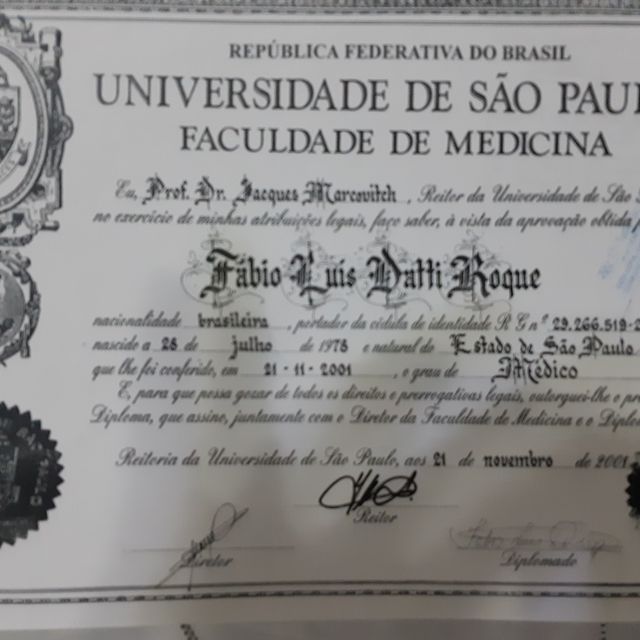 REPÚBLICA FEDERATIVA DO BRASIL
UNIVERSIDADE DE SÃO PAUL
FACULDADE DE MEDICINA
Eu, Prof. Dr. Jacques Marcovitch, Reitor da Universidade de São
no exercício de minhas atribuições legais, faço saber, à vista da aprovação obtida
Fábio Luís Datti Roque
nacionalidade brasileira, portador da cédula de identidade RG nº 29.266.519-2
nascido a 28 de julho de 1978 e natural do Estado de São Paulo
que lhe foi conferido, em 21-11-2001, o grau de Médico
E, para que possa gozar de todos os direitos e prerrogativas legais, outorguei-lhe o pr
Diploma, que assino, juntamente com o Diretor da Faculdade de Medicina e o Diplo
Reitoria da Universidade de São Paulo, aos 21 de novembro de 2001
Reitor
Diretor
Diplomado